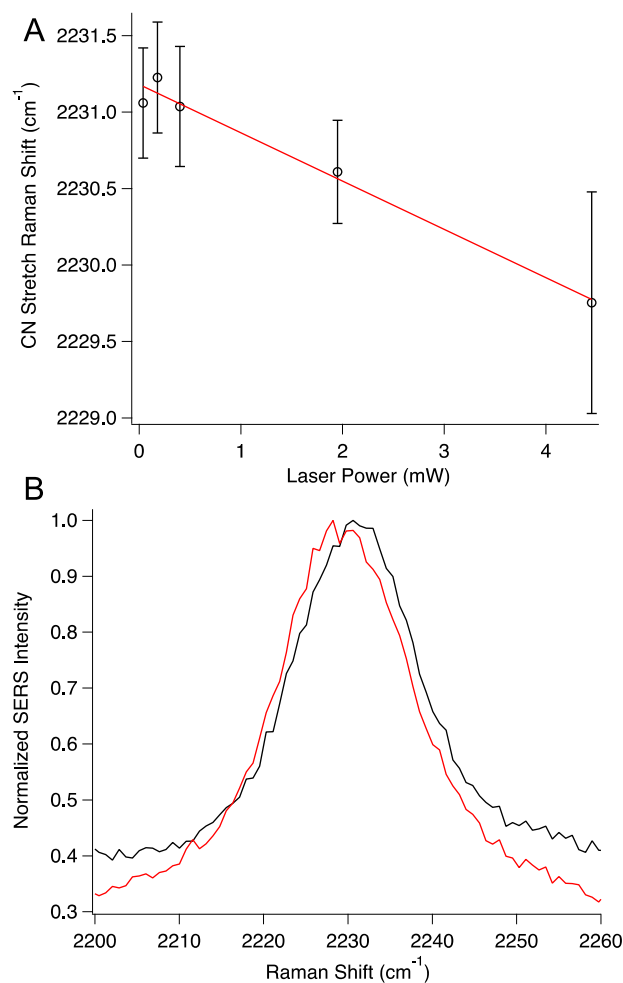 A
CN Stretch Raman Shift (cm-1)
2231.5
2231.0
2230.5
2230.0
2229.5
2229.0
0 1 2 3 4
Laser Power (mW)
B
Normalized SERS Intensity
1.0
0.9
0.8
0.7
0.6
0.5
0.4
0.3
2200 2210 2220 2230 2240 2250 2260
Raman Shift (cm-1)